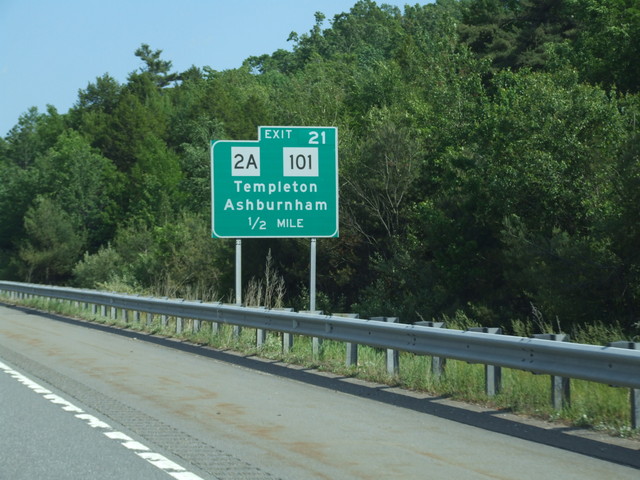 EXIT 21
2A 101
Templeton
Ashburnham
1/2 MILE